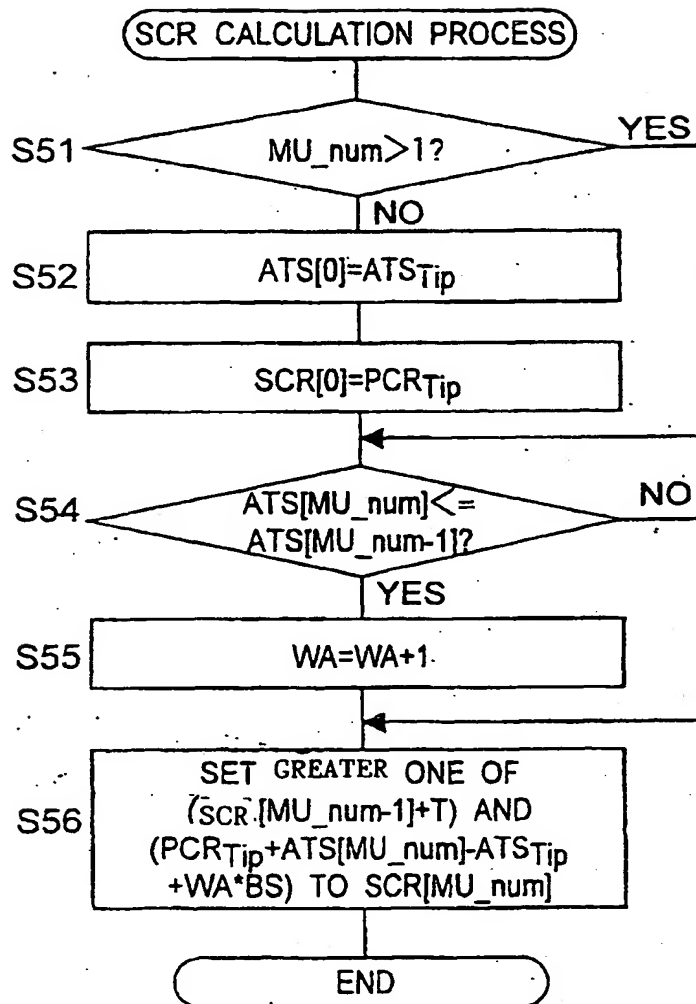 SCR CALCULATION PROCESS
S51
MU_num>1?
YES
NO
S52
ATS[0]=ATSTip
S53
SCR[0]=PCRTip
S54
ATS[MU_num]<=
ATS[MU_num-1]?
NO
YES
S55
WA=WA+1
S56
SET GREATER ONE OF
(SCR.[MU_num-1]+T) AND
(PCRTip+ATS[MU_num]-ATSTip
+WA*BS) TO SCR[MU_num]
END